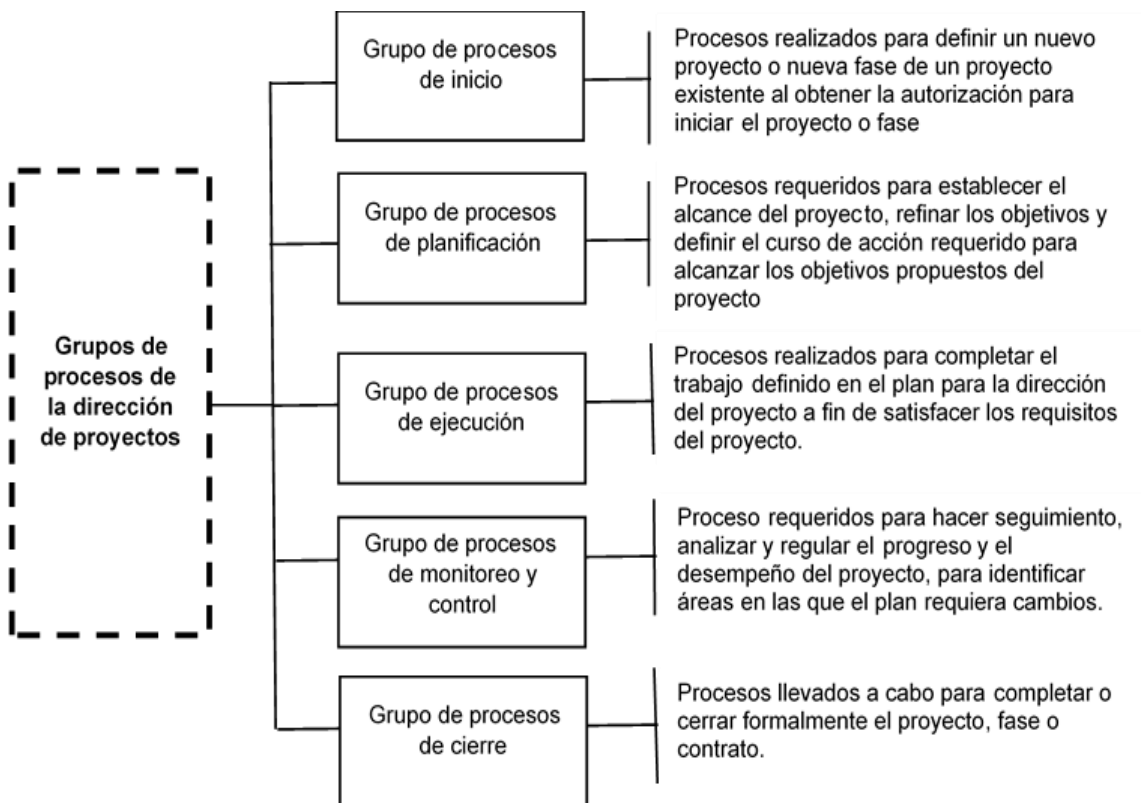 Grupos de
procesos de
la dirección
de proyectos
Grupo de procesos
de inicio
Procesos realizados para definir un nuevo
proyecto o nueva fase de un proyecto
existente al obtener la autorización para
iniciar el proyecto o fase
Grupo de procesos
de planificación
Procesos requeridos para establecer el
alcance del proyecto, refinar los objetivos y
definir el curso de acción requerido para
alcanzar los objetivos propuestos del
proyecto
Grupo de procesos
de ejecución
Procesos realizados para completar el
trabajo definido en el plan para la dirección
del proyecto a fin de satisfacer los requisitos
del proyecto.
Grupo de procesos
de monitoreo y
control
Proceso requeridos para hacer seguimiento,
analizar y regular el progreso y el
desempeño del proyecto, para identificar
áreas en las que el plan requiera cambios.
Grupo de procesos
de cierre
Procesos llevados a cabo para completar o
cerrar formalmente el proyecto, fase o
contrato.